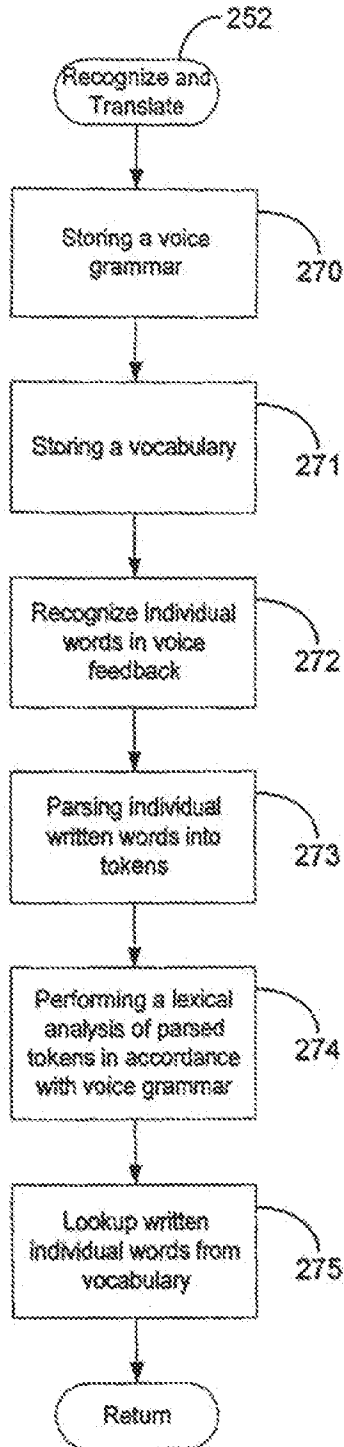 252
Recognize and
Translate
Storing a voice
grammar
270
Storing a vocabulary
271
Recognize individual
words in voice
feedback
272
Parsing individual
written words into
tokens
273
Performing a lexical
analysis of parsed
tokens in accordance
with voice grammar
274
Lookup written
individual words from
vocabulary
275
Return